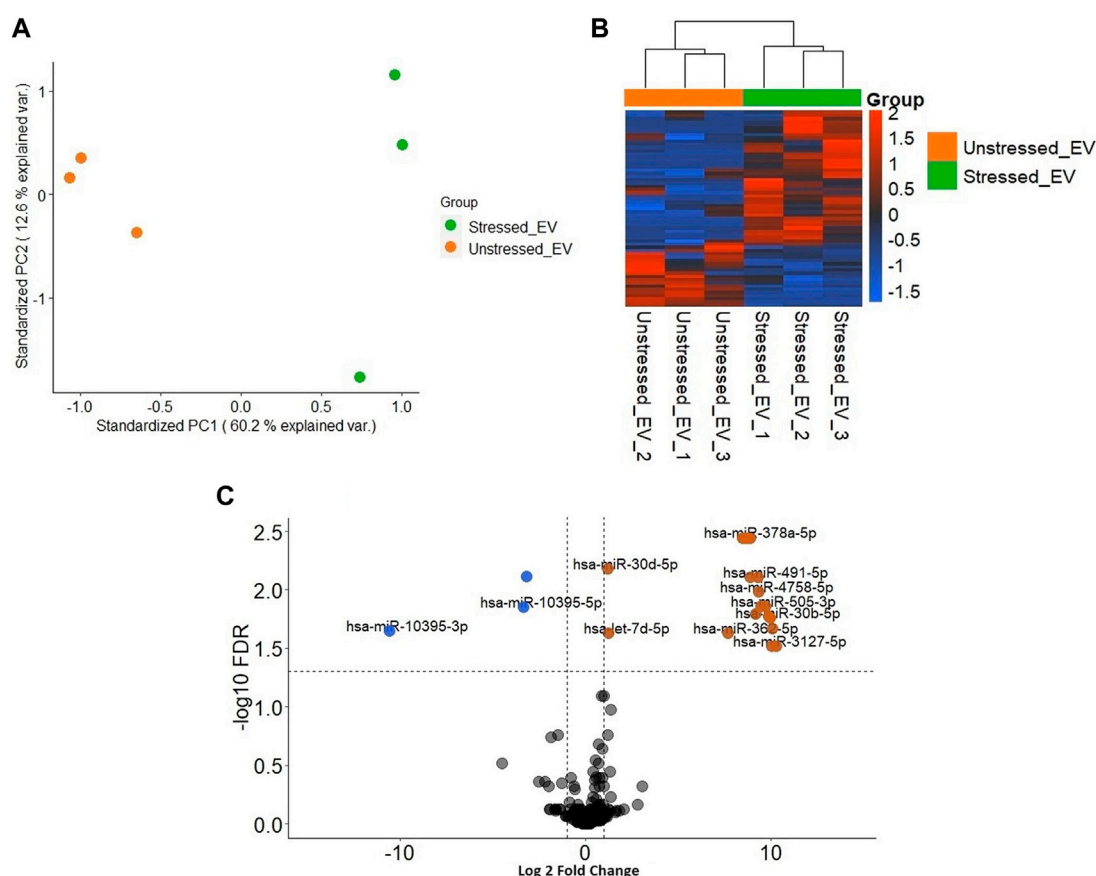 A
Standardized PC2 ( 12.6 % explained var.)
1
0
-1
-1.0
-0.5
0.0
0.5
1.0
Standardized PC1 ( 60.2 % explained var.)
Group
Stressed_EV
Unstressed_EV
B
Group
2
1.5
1
0.5
0
-0.5
-1
-1.5
Unstressed_EV
Stressed_EV
Unstressed_EV_2
Unstressed_EV_1
Unstressed_EV_3
Stressed_EV_1
Stressed_EV_2
Stressed_EV_3
C
-log10 FDR
2.5
2.0
1.5
1.0
0.5
0.0
hsa-miR-378a-5p
hsa-miR-30d-5p
hsa-miR-491-5p
hsa-miR-4758-5p
hsa-miR-10395-5p
hsa-miR-505-3p
hsa-miR-30b-5p
hsa-miR-10395-3p
hsa-let-7d-5p
hsa-miR-3127-5p
-10
0
10
Log 2 Fold Change